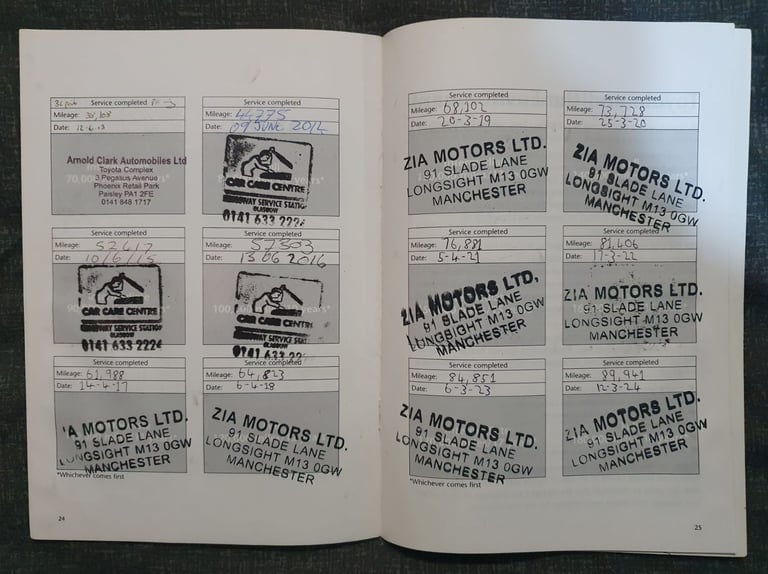 Service completed
Mileage: 38,303
Date: 12-6-13
Arnold Clark Automobiles Ltd
Toyota Complex
3 Pegasus Avenue
Phoenix Retail Park
Paisley PA1 2FE
0141 848 1717
Service completed
Mileage: 44775
Date: 09 JUNE 2014
CAR CARE CENTRE
SERVICE STATION
GLASGOW
0141 633 2224
Mileage: 52617
Date: 10/6/15
CAR CARE CENTRE
SERVICE STATION
GLASGOW
0141 633 2224
Service completed
Mileage: 57303
Date: 13 06 2016
CAR CARE CENTRE
SERVICE
GLASGOW
0141 633
Service completed
Mileage: 61,988
Date: 14-4-17
'A MOTORS LTD.
91 SLADE LANE
LONGSIGHT M13 0GW
MANCHESTER
Service completed
Mileage: 64,823
Date: 6-4-18
ZIA MOTORS LTD.
91 SLADE LANE
LONGSIGHT M13 0GW
MANCHESTER
*Whichever comes first
24
Service completed
Mileage: 68,102
Date: 20-3-19
ZIA MOTORS LTD.
91, SLADE LANE
LONGSIGHT M13 0GW
MANCHESTER
Service completed
Mileage: 73,728
Date: 25-3-20
ZIA MOTORS LTD.
91 SLADE LANE
LONGSIGHT M13 0GW
MANCHESTER
Service completed
Mileage: 76,881
Date: 5-4-21
ZIA MOTORS LTD.
91 SLADE LANE
LONGSIGHT M13 0GW
MANCHESTER
Mileage: 81,406
Date: 17-3-22
ZIA MOTORS LTD.
91 SLADE LANE
LONGSIGHT M13 0GW
MANCHESTER
Service completed
Mileage: 84,851
Date: 6-3-23
ZIA MOTORS LTD.
91 SLADE LANE
LONGSIGHT M13 0GW
MANCHESTER
Service completed
Mileage: 89,941
Date: 12-3-24
ZIA MOTORS LTD.
91 SLADE LANE
LONGSIGHT M13 0GW
MANCHESTER
*Whichever comes first
25